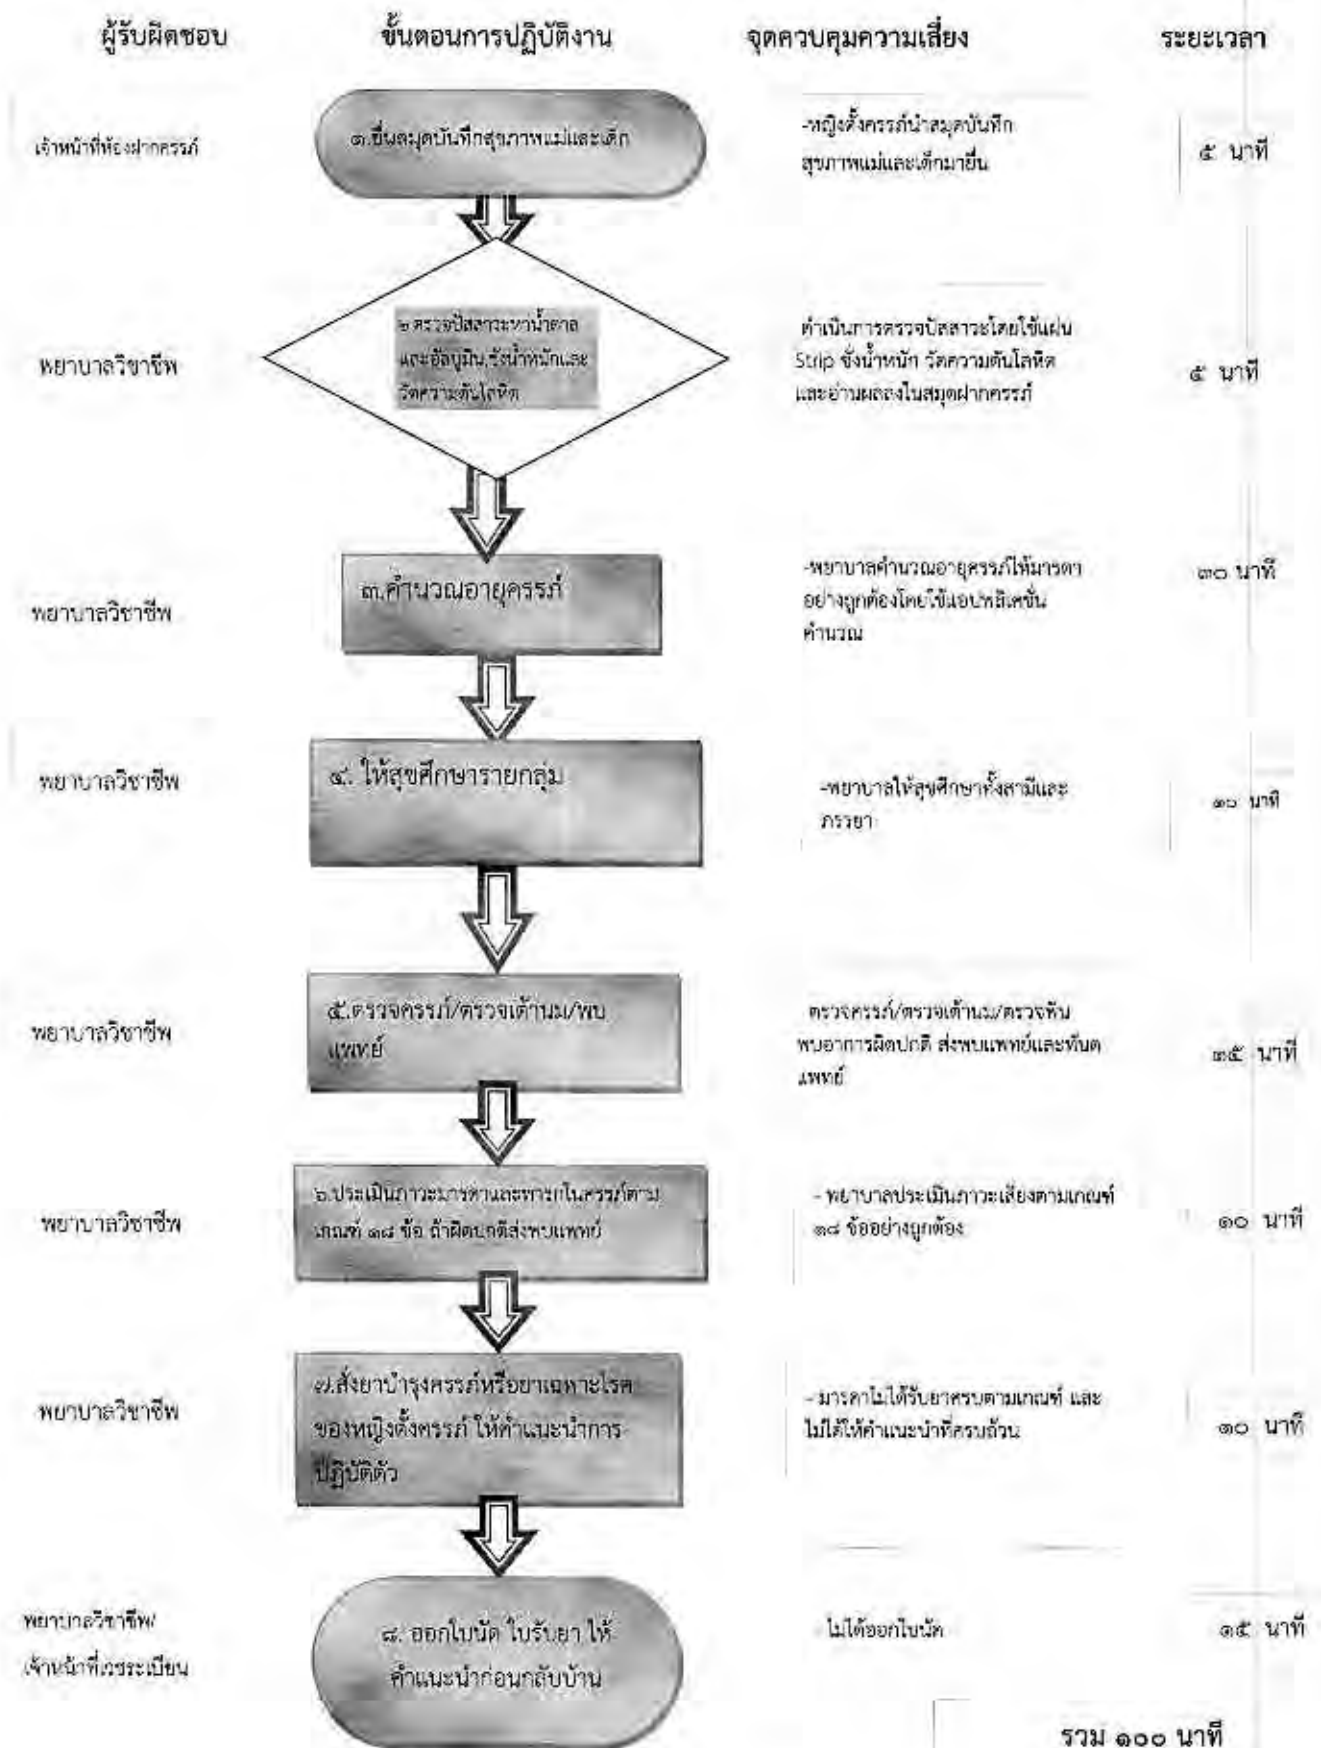 ผู้รับผิดชอบ ขั้นตอนการปฏิบัติงาน จุดควบคุมความเสี่ยง ระยะเวลา
เจ้าหน้าที่ห้องฝากครรภ์
๑.ยื่นสมุดบันทึกสุขภาพแม่และเด็ก
-หญิงตั้งครรภ์นำสมุดบันทึก
สุขภาพแม่และเด็กมายื่น
๕ นาที
พยาบาลวิชาชีพ
๒ ตรวจปัสสาวะหาน้ำตาล
และอัลบูมิน,ชั่งน้ำหนักและ
วัดความดันโลหิต
ดำเนินการตรวจปัสสาวะโดยใช้แผ่น
Strip ชั่งน้ำหนัก วัดความดันโลหิต
และอ่านผลลงในสมุดฝากครรภ์
๕ นาที
พยาบาลวิชาชีพ
๓.คำนวณอายุครรภ์
-พยาบาลคำนวณอายุครรภ์ให้มารดา
อย่างถูกต้องโดยใช้แอปพลิเคชั่น
คำนวณ
๓๐ นาที
พยาบาลวิชาชีพ
๔. ให้สุขศึกษารายกลุ่ม
-พยาบาลให้สุขศึกษาทั้งสามีและ
ภรรยา
๓๐ นาที
พยาบาลวิชาชีพ
๕.ตรวจครรภ์/ตรวจเต้านม/พบ
แพทย์
ตรวจครรภ์/ตรวจเต้านม/ตรวจฟัน
พบอาการผิดปกติ ส่งพบแพทย์และทันต
แพทย์
๓๕ นาที
พยาบาลวิชาชีพ
๖.ประเมินภาวะมารดาและทารกในครรภ์ตาม
เกณฑ์ ๑๘ ข้อ ถ้าผิดปกติส่งพบแพทย์
- พยาบาลประเมินภาวะเสี่ยงตามเกณฑ์
๑๘ ข้ออย่างถูกต้อง
๑๐ นาที
พยาบาลวิชาชีพ
๗.สั่งยาบำรุงครรภ์หรือยาเฉพาะโรค
ของหญิงตั้งครรภ์ ให้คำแนะนำการ
ปฏิบัติตัว
- มารดาไม่ได้รับยาครบตามเกณฑ์ และ
ไม่ได้ให้คำแนะนำที่ครบถ้วน
๑๐ นาที
พยาบาลวิชาชีพ/
เจ้าหน้าที่เวชระเบียน
๘. ออกใบนัด ใบรับยา ให้
คำแนะนำก่อนกลับบ้าน
- ไม่ได้ออกใบนัด
๑๕ นาที
รวม ๑๐๐ นาที